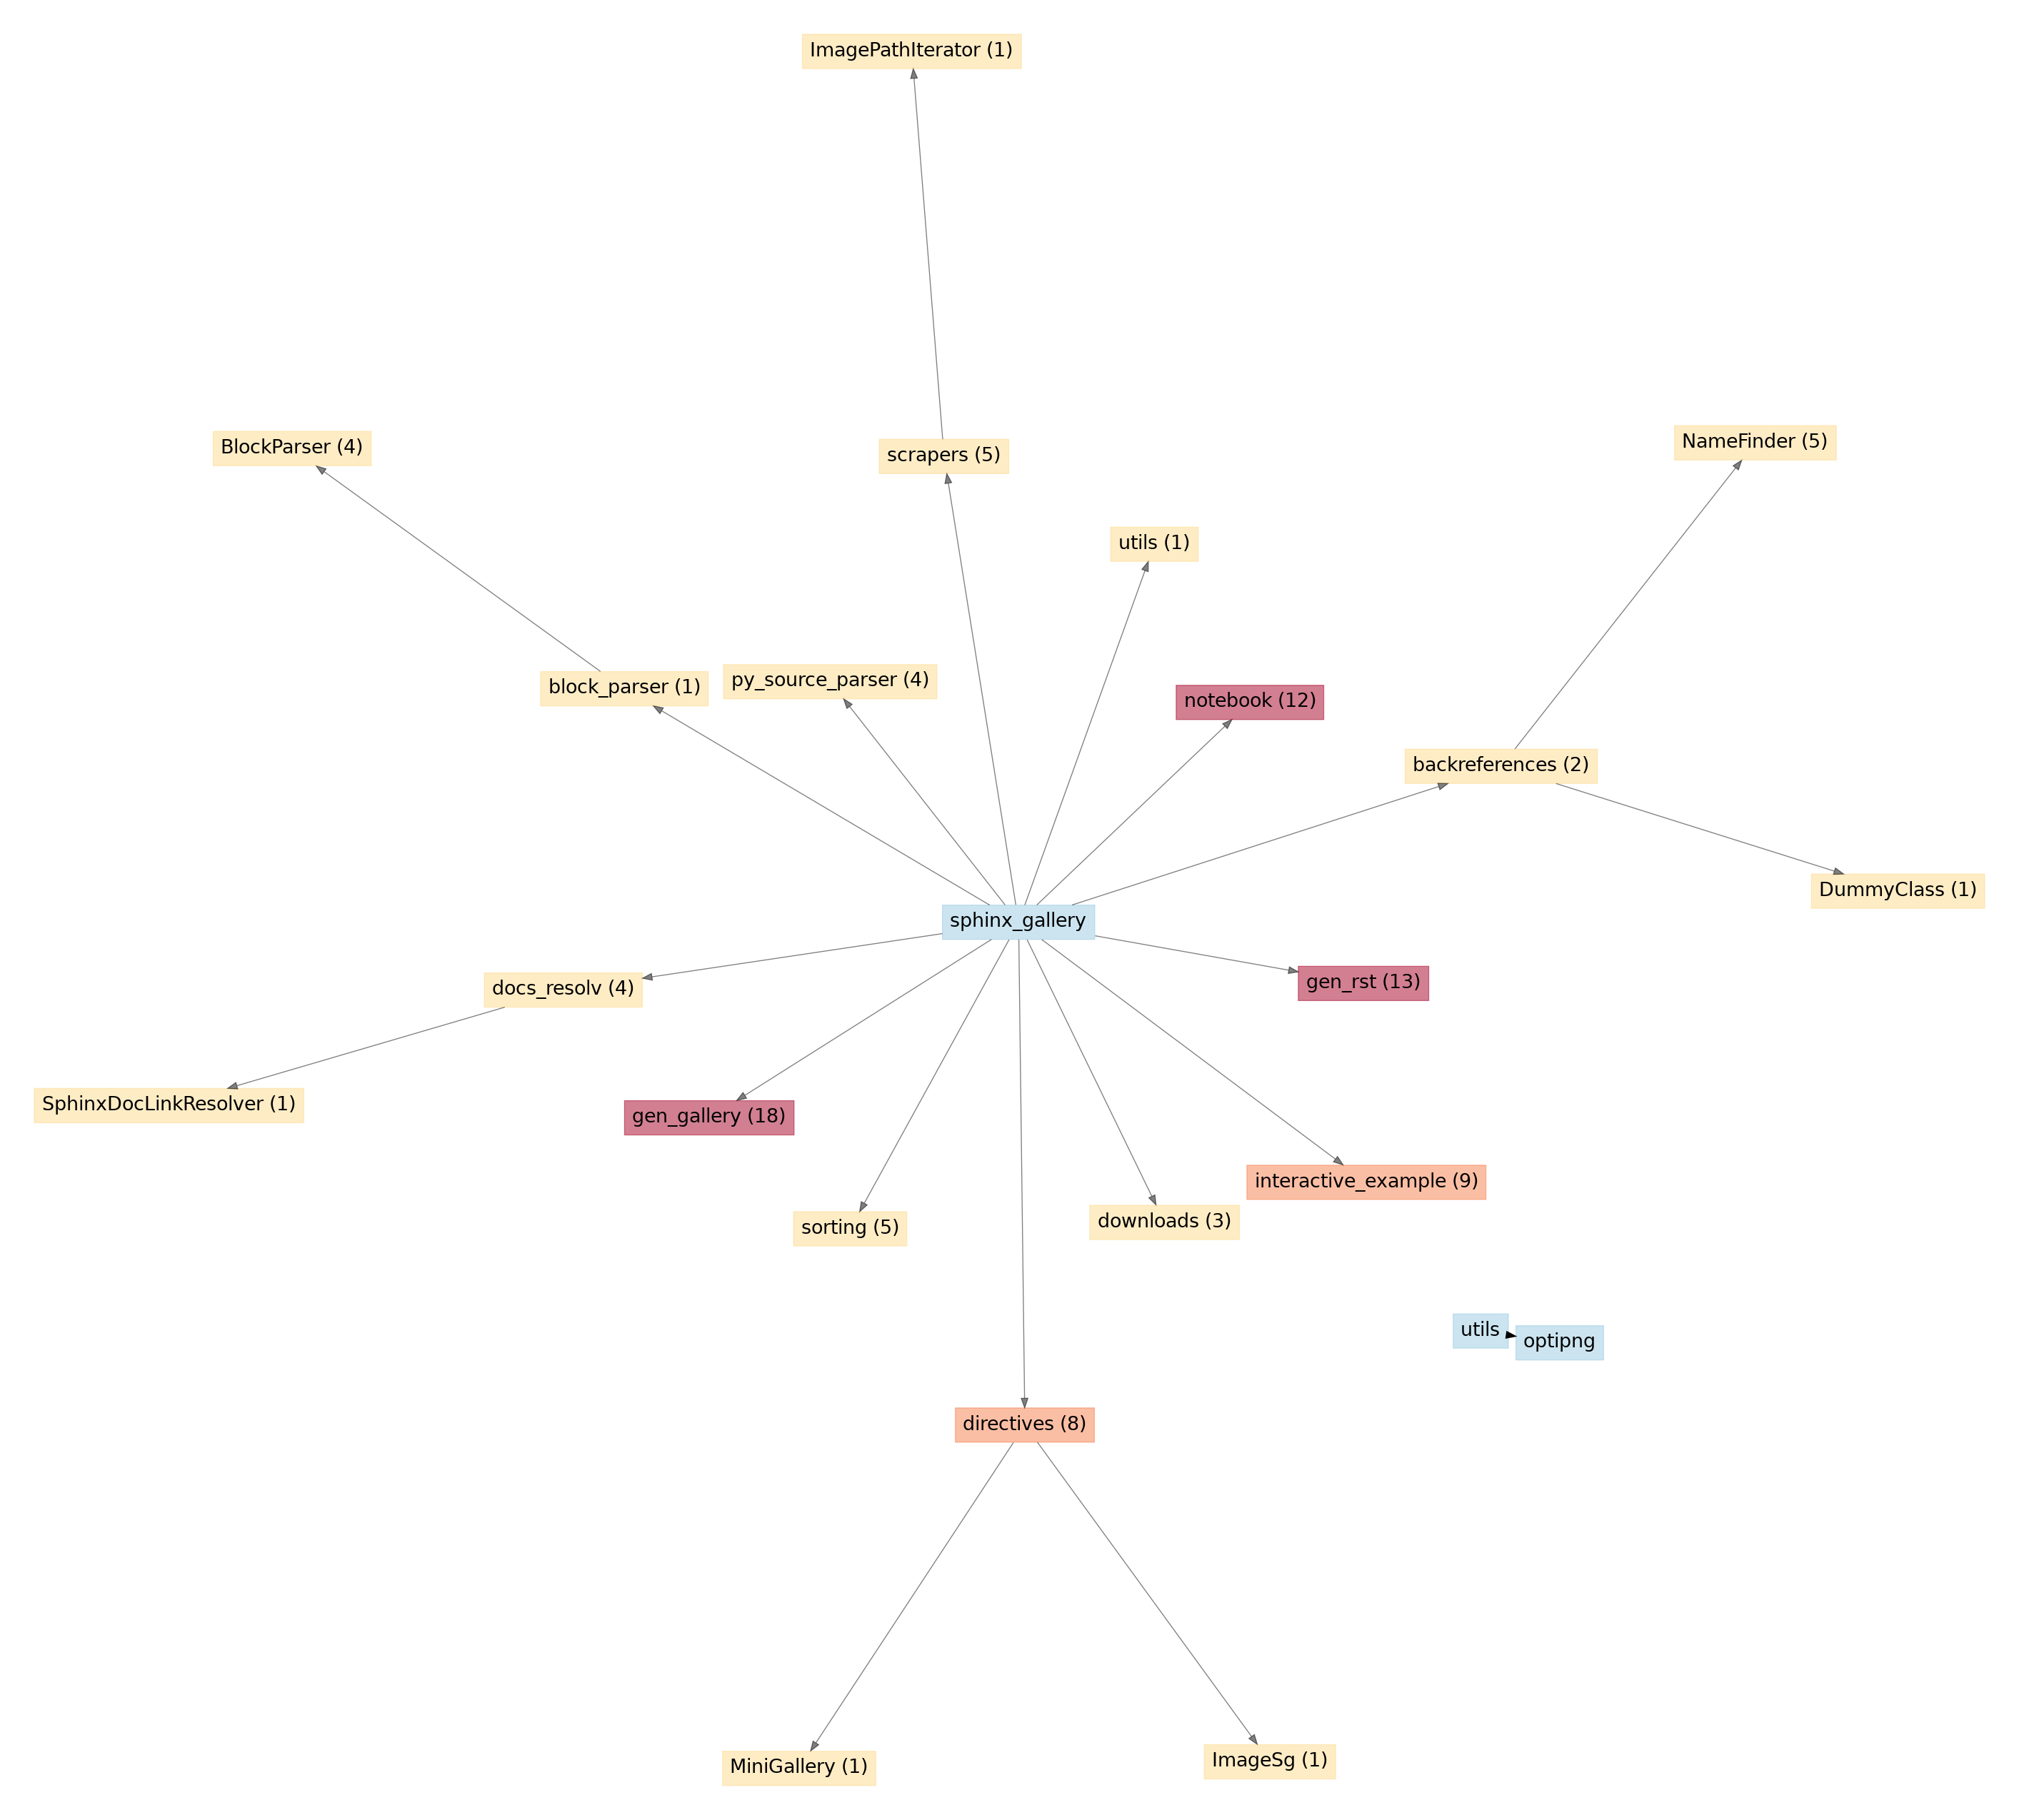 ImagePathIterator (1)
NameFinder (5)
BlockParser (4)
scrapers (5)
utils (1)
py_source_parser (4)
block_parser (1)
notebook (12)
backreferences (2)
DummyClass (1)
sphinx_gallery
gen_rst (13)
docs_resolv (4)
SphinxDocLinkResolver (1)
gen_gallery (18)
interactive_example (9)
downloads (3)
sorting (5)
utils
optipng
directives (8)
ImageSg (1)
MiniGallery (1)